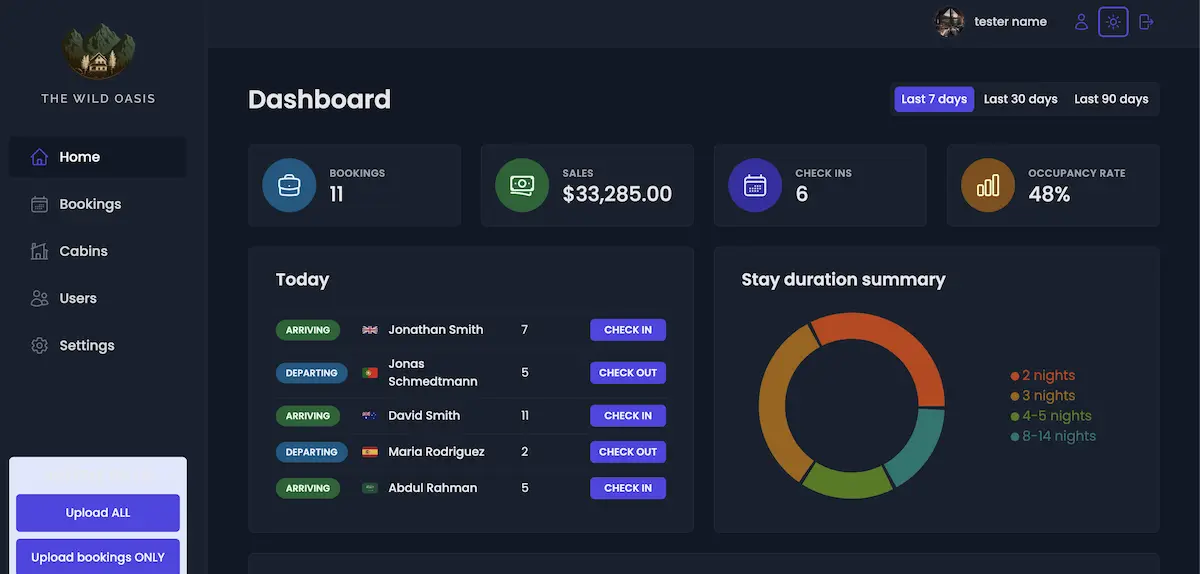 THE WILD OASIS
Home
Bookings
Cabins
Users
Settings
Upload ALL
Upload bookings ONLY
tester name
Dashboard
Last 7 days Last 30 days Last 90 days
BOOKINGS
11
SALES
$33,285.00
CHECK INS
6
OCCUPANCY RATE
48%
Today
ARRIVING Jonathan Smith 7 CHECK IN
DEPARTING Jonas Schmedtmann 5 CHECK OUT
ARRIVING David Smith 11 CHECK IN
DEPARTING Maria Rodriguez 2 CHECK OUT
ARRIVING Abdul Rahman 5 CHECK IN
Stay duration summary
2 nights
3 nights
4-5 nights
8-14 nights